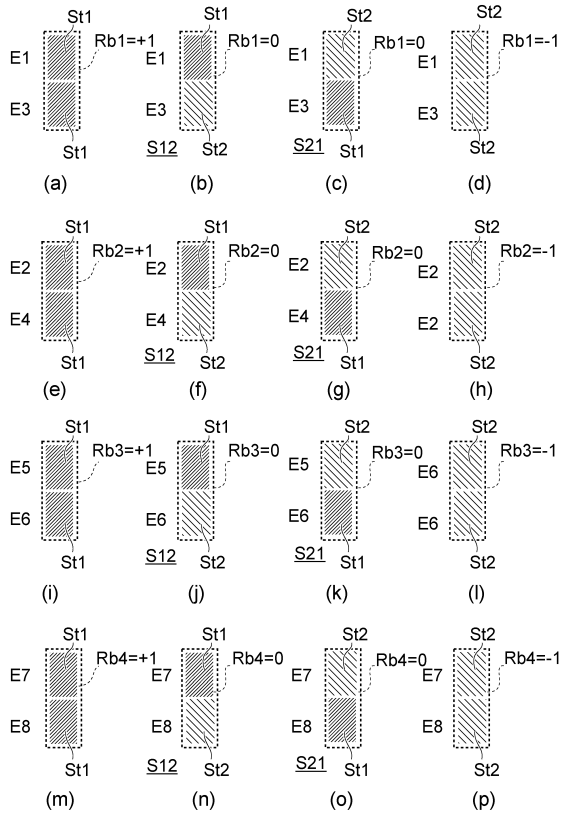 St1 St1 St2 St2
E1 Rb1=+1 E1 Rb1=0 E1 Rb1=0 E1 Rb1=-1
E3 E3 E3 E3
St1 S12 St2 S21 St1 St2
(a) (b) (c) (d)
St1 St1 St2 St2
E2 Rb2=+1 E2 Rb2=0 E2 Rb2=0 E2 Rb2=-1
E4 E4 E4 E2
St1 S12 St2 S21 St1 St2
(e) (f) (g) (h)
St1 St1 St2 St2
E5 Rb3=+1 E5 Rb3=0 E5 Rb3=0 E6 Rb3=-1
E6 E6 E6 E6
St1 S12 St2 S21 St1 St2
(i) (j) (k) (l)
St1 St1 St2 St2
E7 Rb4=+1 E7 Rb4=0 E7 Rb4=0 E7 Rb4=-1
E8 E8 E8 E8
St1 S12 St2 S21 St1 St2
(m) (n) (o) (p)